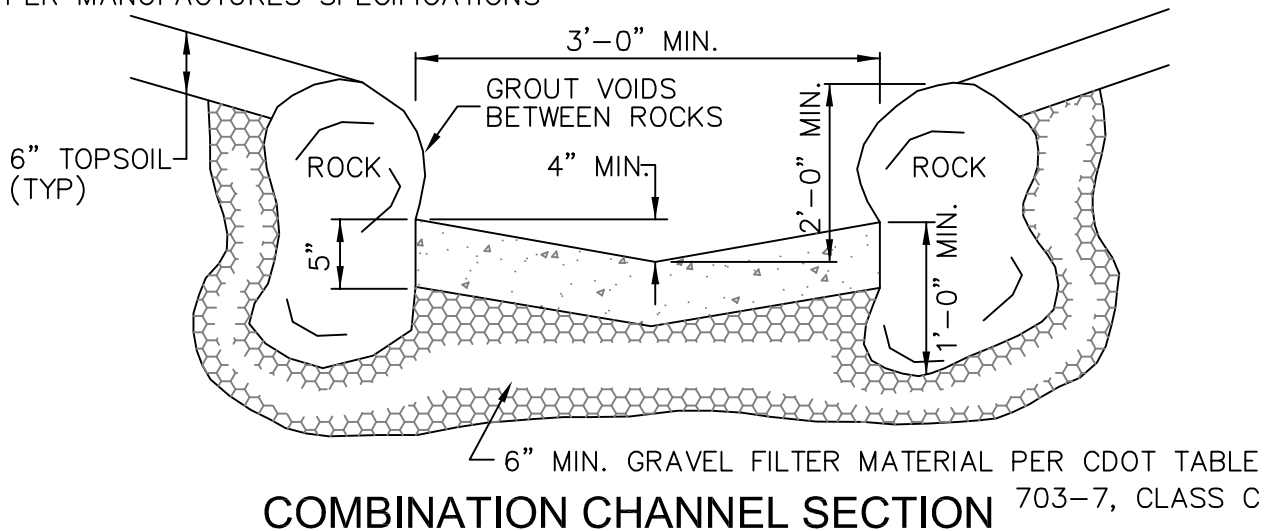 PER MANUFACTURES SPECIFICATIONS
3'-0" MIN.
GROUT VOIDS
BETWEEN ROCKS
6" TOPSOIL
(TYP)
ROCK
4" MIN.
2'-0" MIN.
ROCK
5"
1'-0" MIN.
6" MIN. GRAVEL FILTER MATERIAL PER CDOT TABLE
703-7, CLASS C
COMBINATION CHANNEL SECTION